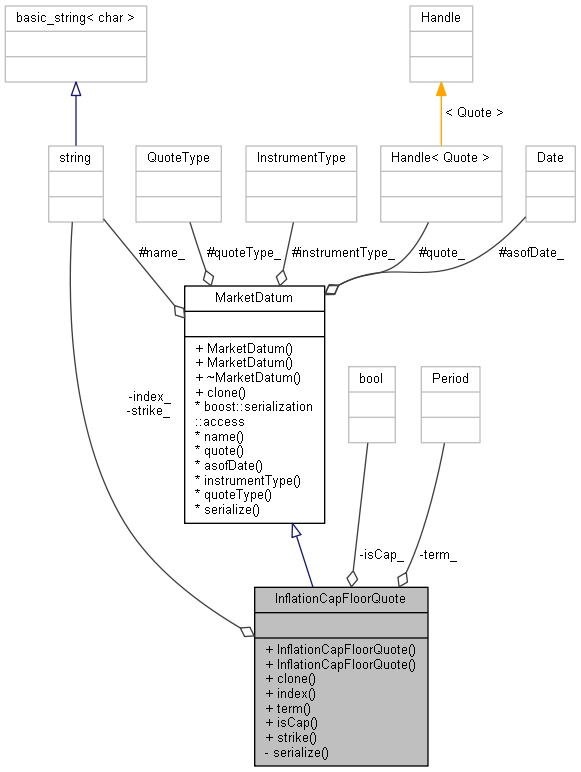 basic_string< char >
Handle
< Quote >
string
QuoteType
InstrumentType
Handle< Quote >
Date
#name_
#quoteType_
#instrumentType_
#quote_
#asofDate_
MarketDatum
+ MarketDatum()
+ MarketDatum()
+ ~MarketDatum()
+ clone()
* boost::serialization
::access
* name()
* quote()
* asofDate()
* instrumentType()
* quoteType()
* serialize()
bool
Period
-index_
-strike_
-isCap_
-term_
InflationCapFloorQuote
+ InflationCapFloorQuote()
+ InflationCapFloorQuote()
+ clone()
+ index()
+ term()
+ isCap()
+ strike()
- serialize()